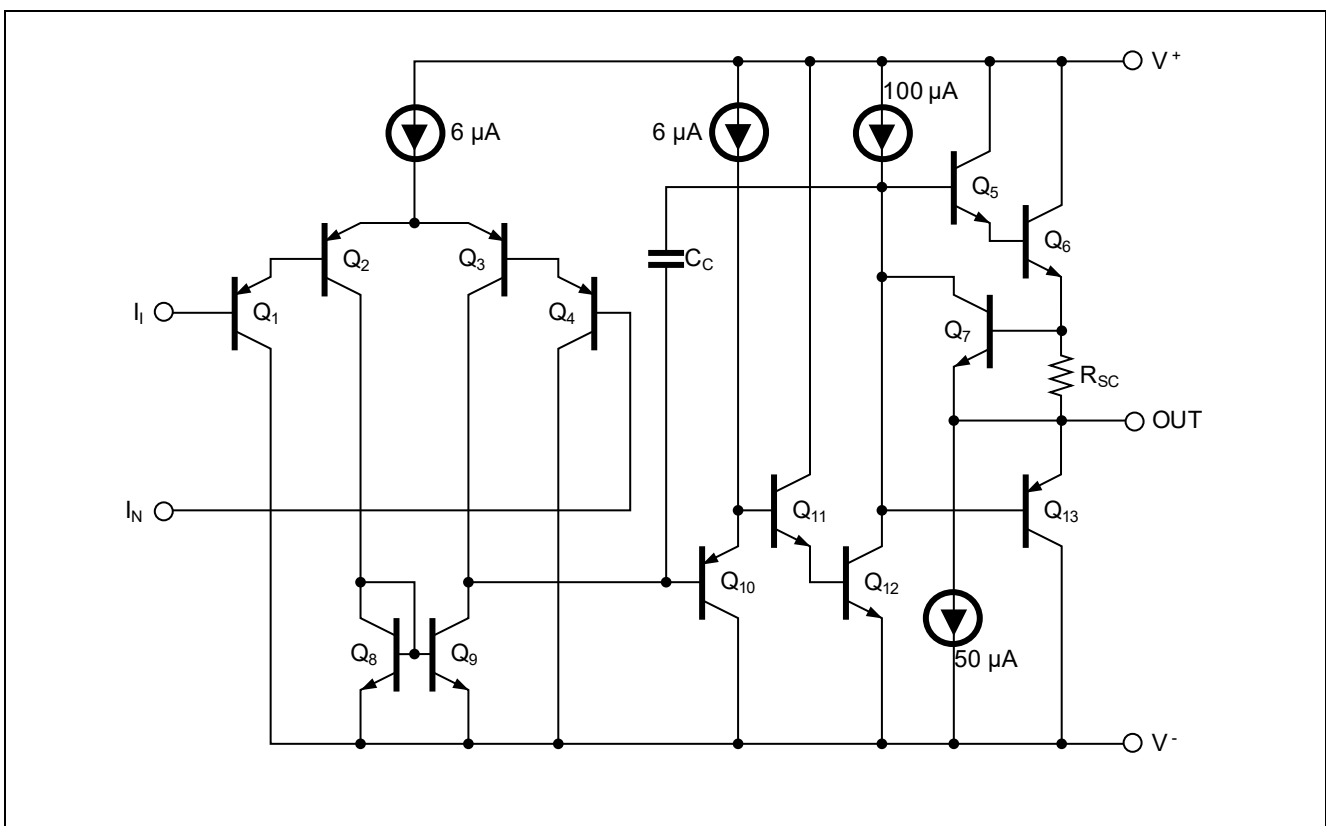 V+
100 µA
6 µA
6 µA
Q5
Q2
Q3
Q6
CC
II
Q1
Q4
Q7
RSC
OUT
IN
Q11
Q13
Q10
Q12
Q8
Q9
50 µA
V-